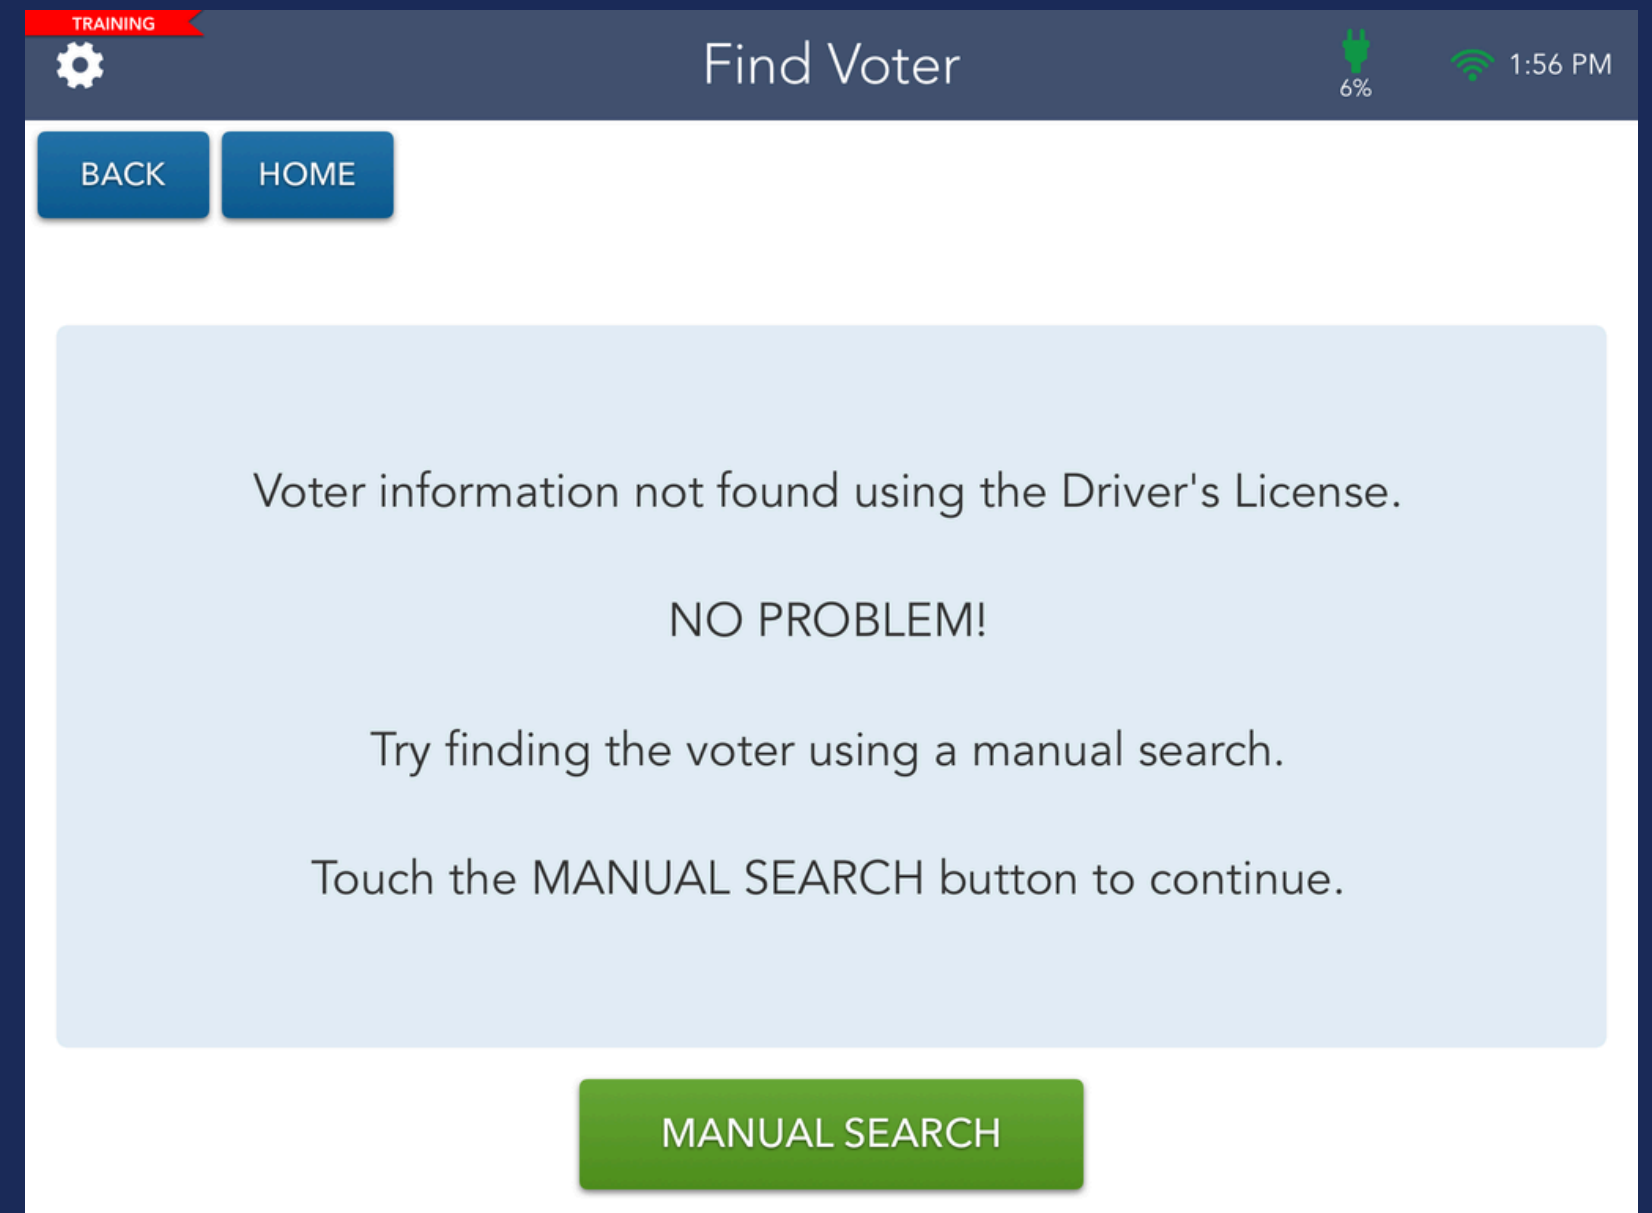 TRAINING
Find Voter
6%
1:56 PM
BACK
HOME
Voter information not found using the Driver's License.
NO PROBLEM!
Try finding the voter using a manual search.
Touch the MANUAL SEARCH button to continue.
MANUAL SEARCH